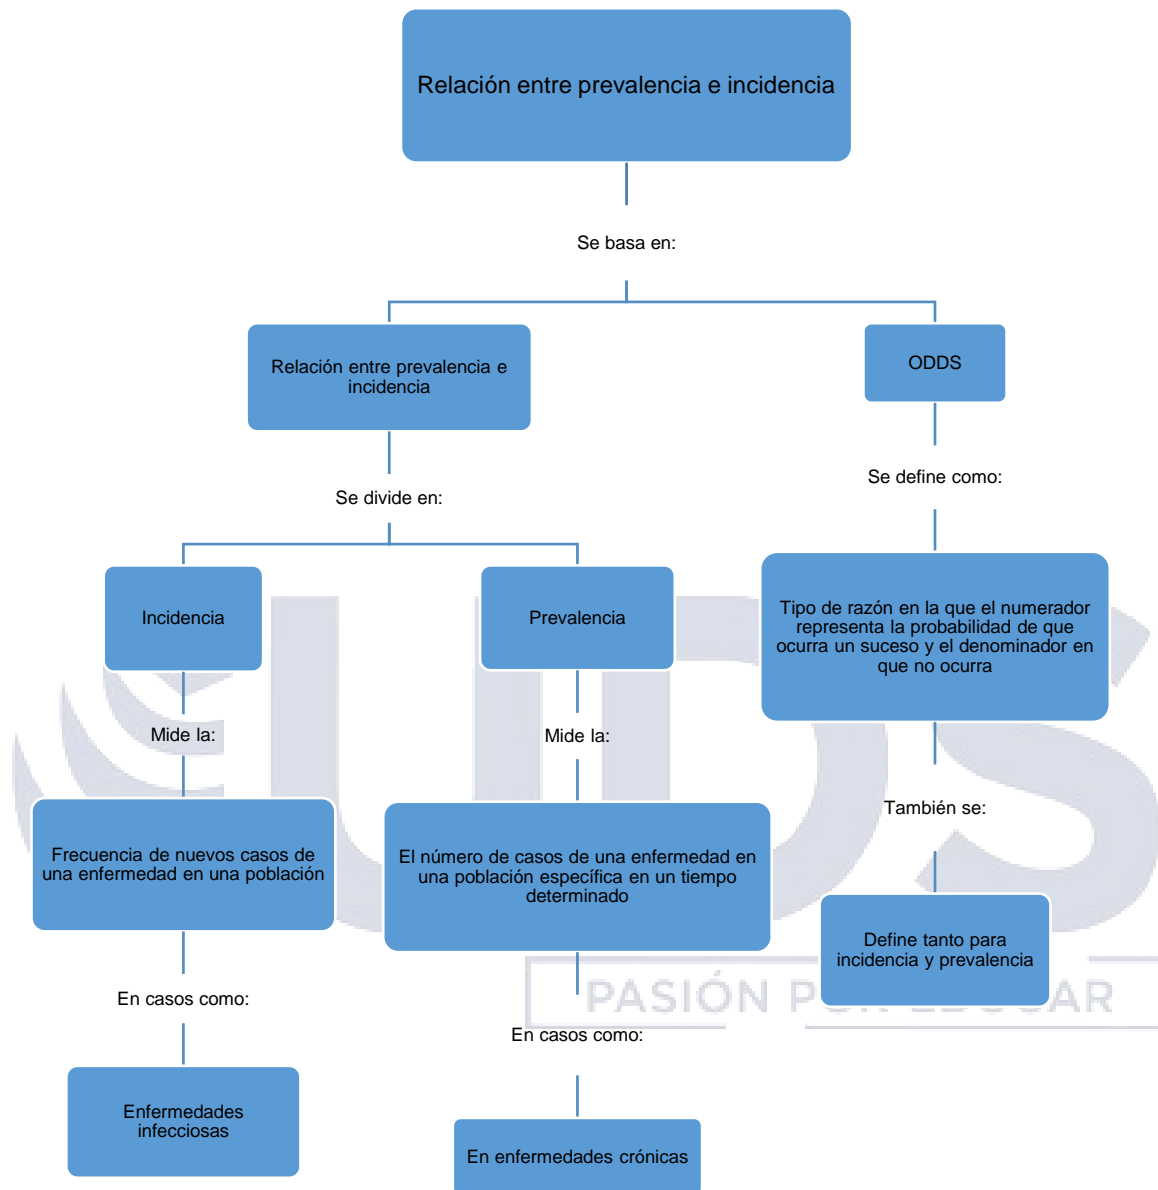 Relación entre prevalencia e incidencia
Se basa en:
Relación entre prevalencia e
incidencia
ODDS
Se divide en:
Se define como:
Incidencia
Prevalencia
Tipo de razón en la que el numerador
representa la probabilidad de que
ocurra un suceso y el denominador en
que no ocurra
Mide la:
Mide la:
También se:
Frecuencia de nuevos casos de
una enfermedad en una población
El número de casos de una enfermedad en
una población específica en un tiempo
determinado
Define tanto para
incidencia y prevalencia
PASIÓN
En casos como:
En casos como:
Enfermedades
infecciosas
En enfermedades crónicas